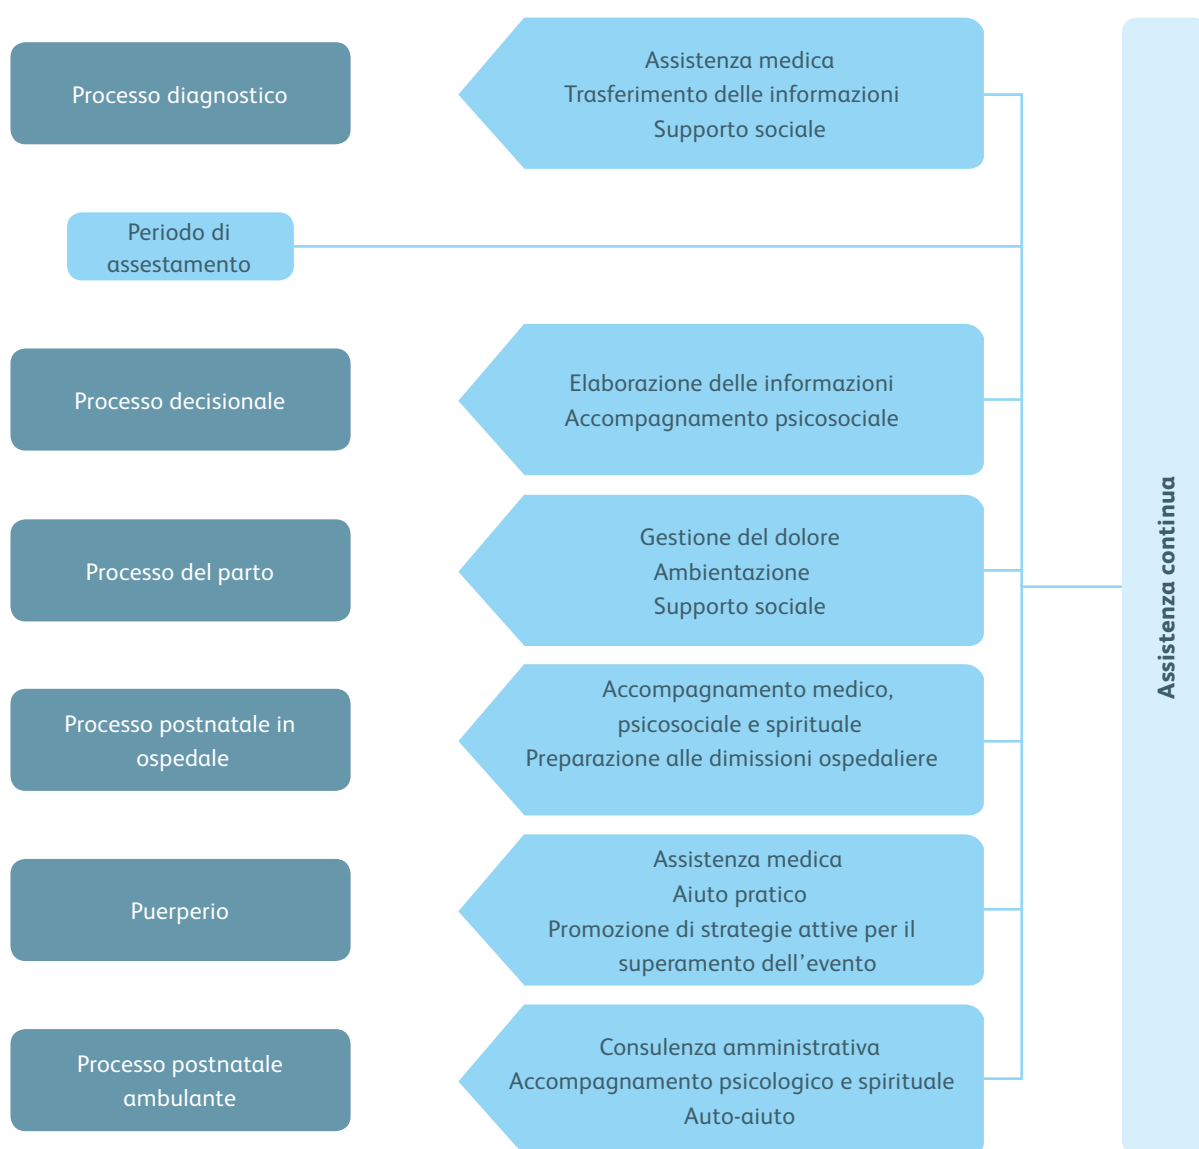 Processo diagnostico
Assistenza medica
Trasferimento delle informazioni
Supporto sociale
Periodo di
assestamento
Processo decisionale
Elaborazione delle informazioni
Accompagnamento psicosociale
Processo del parto
Gestione del dolore
Ambientazione
Supporto sociale
Processo postnatale in
ospedale
Accompagnamento medico,
psicosociale e spirituale
Preparazione alle dimissioni ospedaliere
Puerperio
Assistenza medica
Aiuto pratico
Promozione di strategie attive per il
superamento dell’evento
Processo postnatale
ambulante
Consulenza amministrativa
Accompagnamento psicologico e spirituale
Auto-aiuto
Assistenza continua